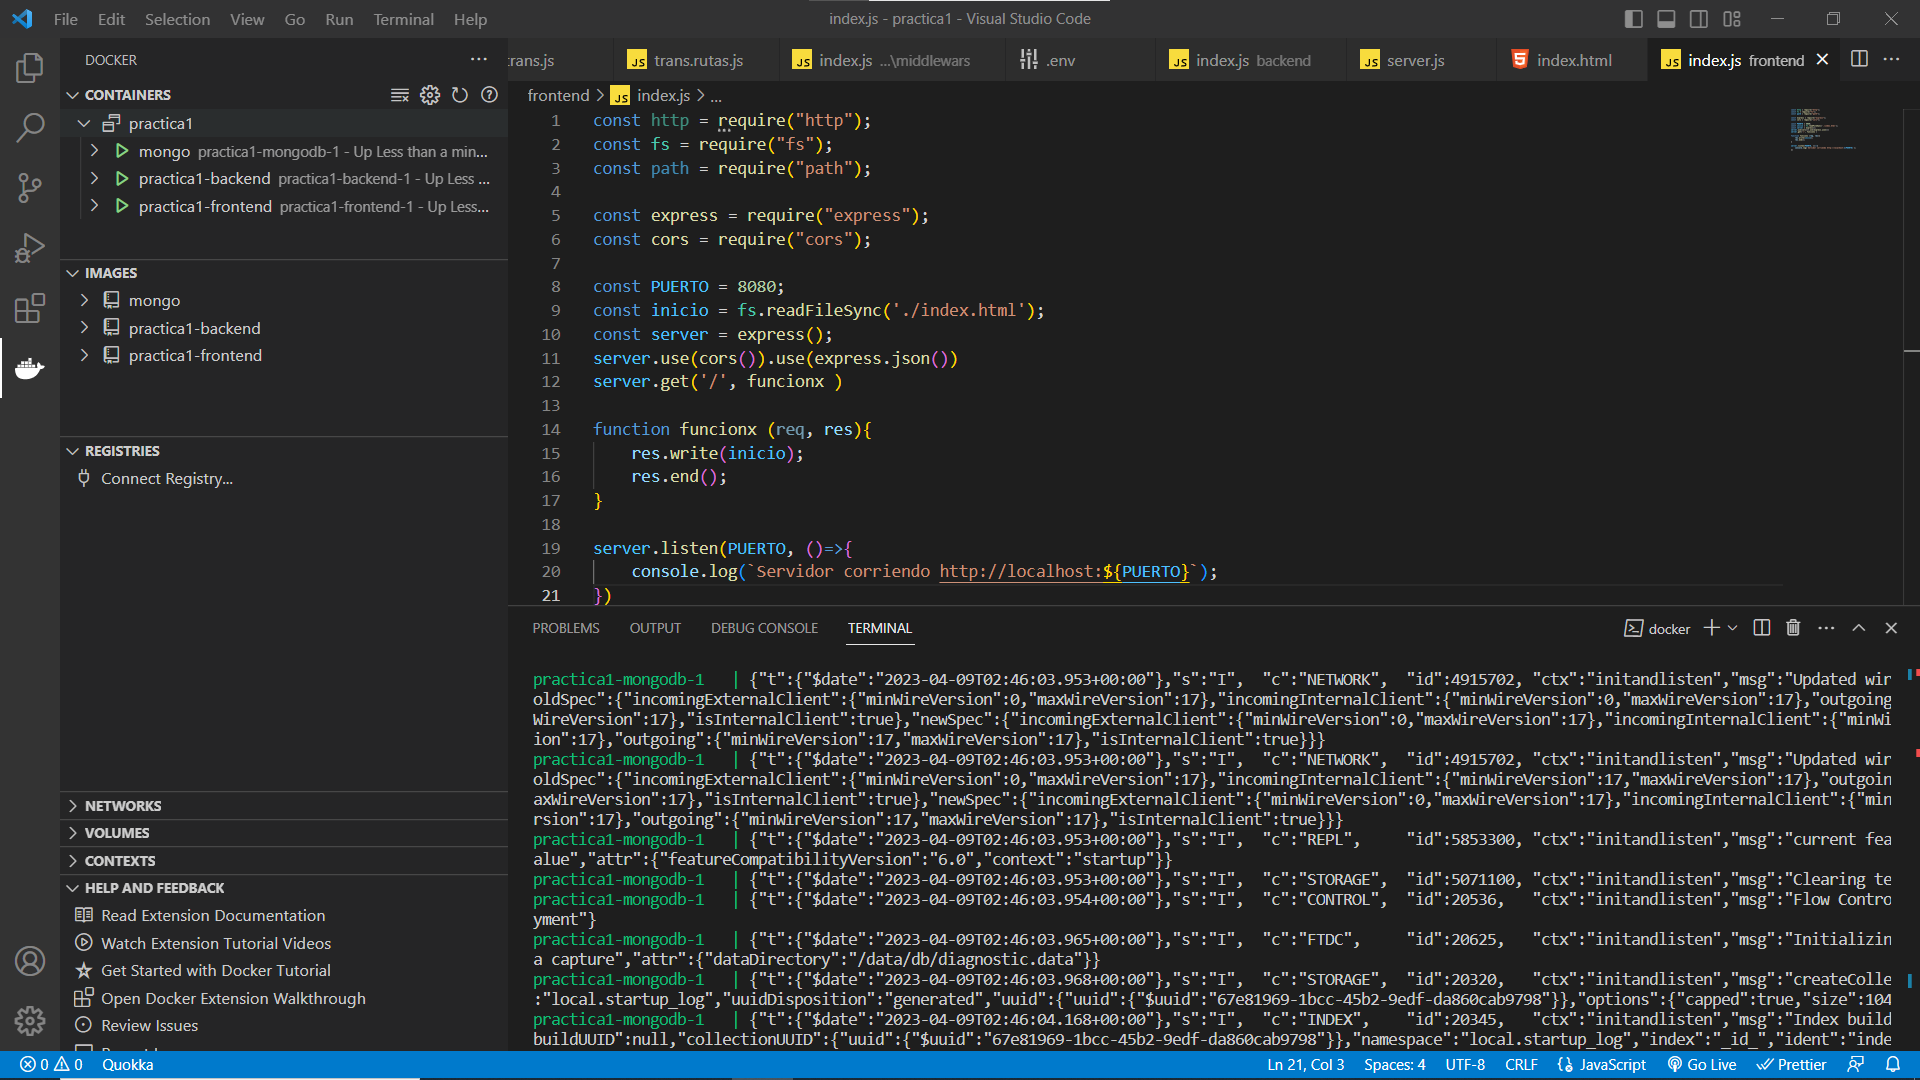 File Edit Selection View Go Run Terminal Help
index.js - practica1 - Visual Studio Code
DOCKER
trans.js
trans.rutas.js
index.js ...\middlewars
.env
index.js backend
server.js
index.html
index.js frontend
CONTAINERS
practica1
mongo practica1-mongodb-1 - Up Less than a min...
practica1-backend practica1-backend-1 - Up Less ...
practica1-frontend practica1-frontend-1 - Up Less...
IMAGES
mongo
practica1-backend
practica1-frontend
REGISTRIES
Connect Registry...
NETWORKS
VOLUMES
CONTEXTS
HELP AND FEEDBACK
Read Extension Documentation
Watch Extension Tutorial Videos
Get Started with Docker Tutorial
Open Docker Extension Walkthrough
Review Issues
frontend > index.js > ...
1 const http = require("http");
2 const fs = require("fs");
3 const path = require("path");
4
5 const express = require("express");
6 const cors = require("cors");
7
8 const PUERTO = 8080;
9 const inicio = fs.readFileSync('./index.html');
10 const server = express();
11 server.use(cors()).use(express.json())
12 server.get('/', funcionx )
13
14 function funcionx (req, res){
15 res.write(inicio);
16 res.end();
17 }
18
19 server.listen(PUERTO, ()=>{
20 console.log(`Servidor corriendo http://localhost:${PUERTO}`);
21 })
PROBLEMS OUTPUT DEBUG CONSOLE TERMINAL
docker
practica1-mongodb-1 | {"t":{"$date":"2023-04-09T02:46:03.953+00:00"},"s":"I", "c":"NETWORK", "id":4915702, "ctx":"initandlisten","msg":"Updated wir
oldSpec":{"incomingExternalClient":{"minWireVersion":0,"maxWireVersion":17},"incomingInternalClient":{"minWireVersion":0,"maxWireVersion":17},"outgoing
WireVersion":17},"isInternalClient":true},"newSpec":{"incomingExternalClient":{"minWireVersion":0,"maxWireVersion":17},"incomingInternalClient":{"minWi
ion":17},"outgoing":{"minWireVersion":17,"maxWireVersion":17},"isInternalClient":true}}}
practica1-mongodb-1 | {"t":{"$date":"2023-04-09T02:46:03.953+00:00"},"s":"I", "c":"NETWORK", "id":4915702, "ctx":"initandlisten","msg":"Updated wir
oldSpec":{"incomingExternalClient":{"minWireVersion":0,"maxWireVersion":17},"incomingInternalClient":{"minWireVersion":17,"maxWireVersion":17},"outgoin
axWireVersion":17},"isInternalClient":true},"newSpec":{"incomingExternalClient":{"minWireVersion":0,"maxWireVersion":17},"incomingInternalClient":{"min
rsion":17},"outgoing":{"minWireVersion":17,"maxWireVersion":17},"isInternalClient":true}}}
practica1-mongodb-1 | {"t":{"$date":"2023-04-09T02:46:03.953+00:00"},"s":"I", "c":"REPL", "id":5853300, "ctx":"initandlisten","msg":"current fea
alue","attr":{"featureCompatibilityVersion":"6.0","context":"startup"}}
practica1-mongodb-1 | {"t":{"$date":"2023-04-09T02:46:03.953+00:00"},"s":"I", "c":"STORAGE", "id":5071100, "ctx":"initandlisten","msg":"Clearing te
practica1-mongodb-1 | {"t":{"$date":"2023-04-09T02:46:03.954+00:00"},"s":"I", "c":"CONTROL", "id":20536, "ctx":"initandlisten","msg":"Flow Contro
yment"}
practica1-mongodb-1 | {"t":{"$date":"2023-04-09T02:46:03.965+00:00"},"s":"I", "c":"FTDC", "id":20625, "ctx":"initandlisten","msg":"Initializin
a capture","attr":{"dataDirectory":"/data/db/diagnostic.data"}}
practica1-mongodb-1 | {"t":{"$date":"2023-04-09T02:46:03.968+00:00"},"s":"I", "c":"STORAGE", "id":20320, "ctx":"initandlisten","msg":"createColle
:"local.startup_log","uuidDisposition":"generated","uuid":{"uuid":{"$uuid":"67e81969-1bcc-45b2-9edf-da860cab9798"}},"options":{"capped":true,"size":104
practica1-mongodb-1 | {"t":{"$date":"2023-04-09T02:46:04.168+00:00"},"s":"I", "c":"INDEX", "id":20345, "ctx":"initandlisten","msg":"Index build
buildUUID":null,"collectionUUID":{"uuid":{"$uuid":"67e81969-1bcc-45b2-9edf-da860cab9798"}},"namespace":"local.startup_log","index":"_id_","ident":"inde
0 0 Quokka
Ln 21, Col 3 Spaces: 4 UTF-8 CRLF JavaScript Go Live Prettier